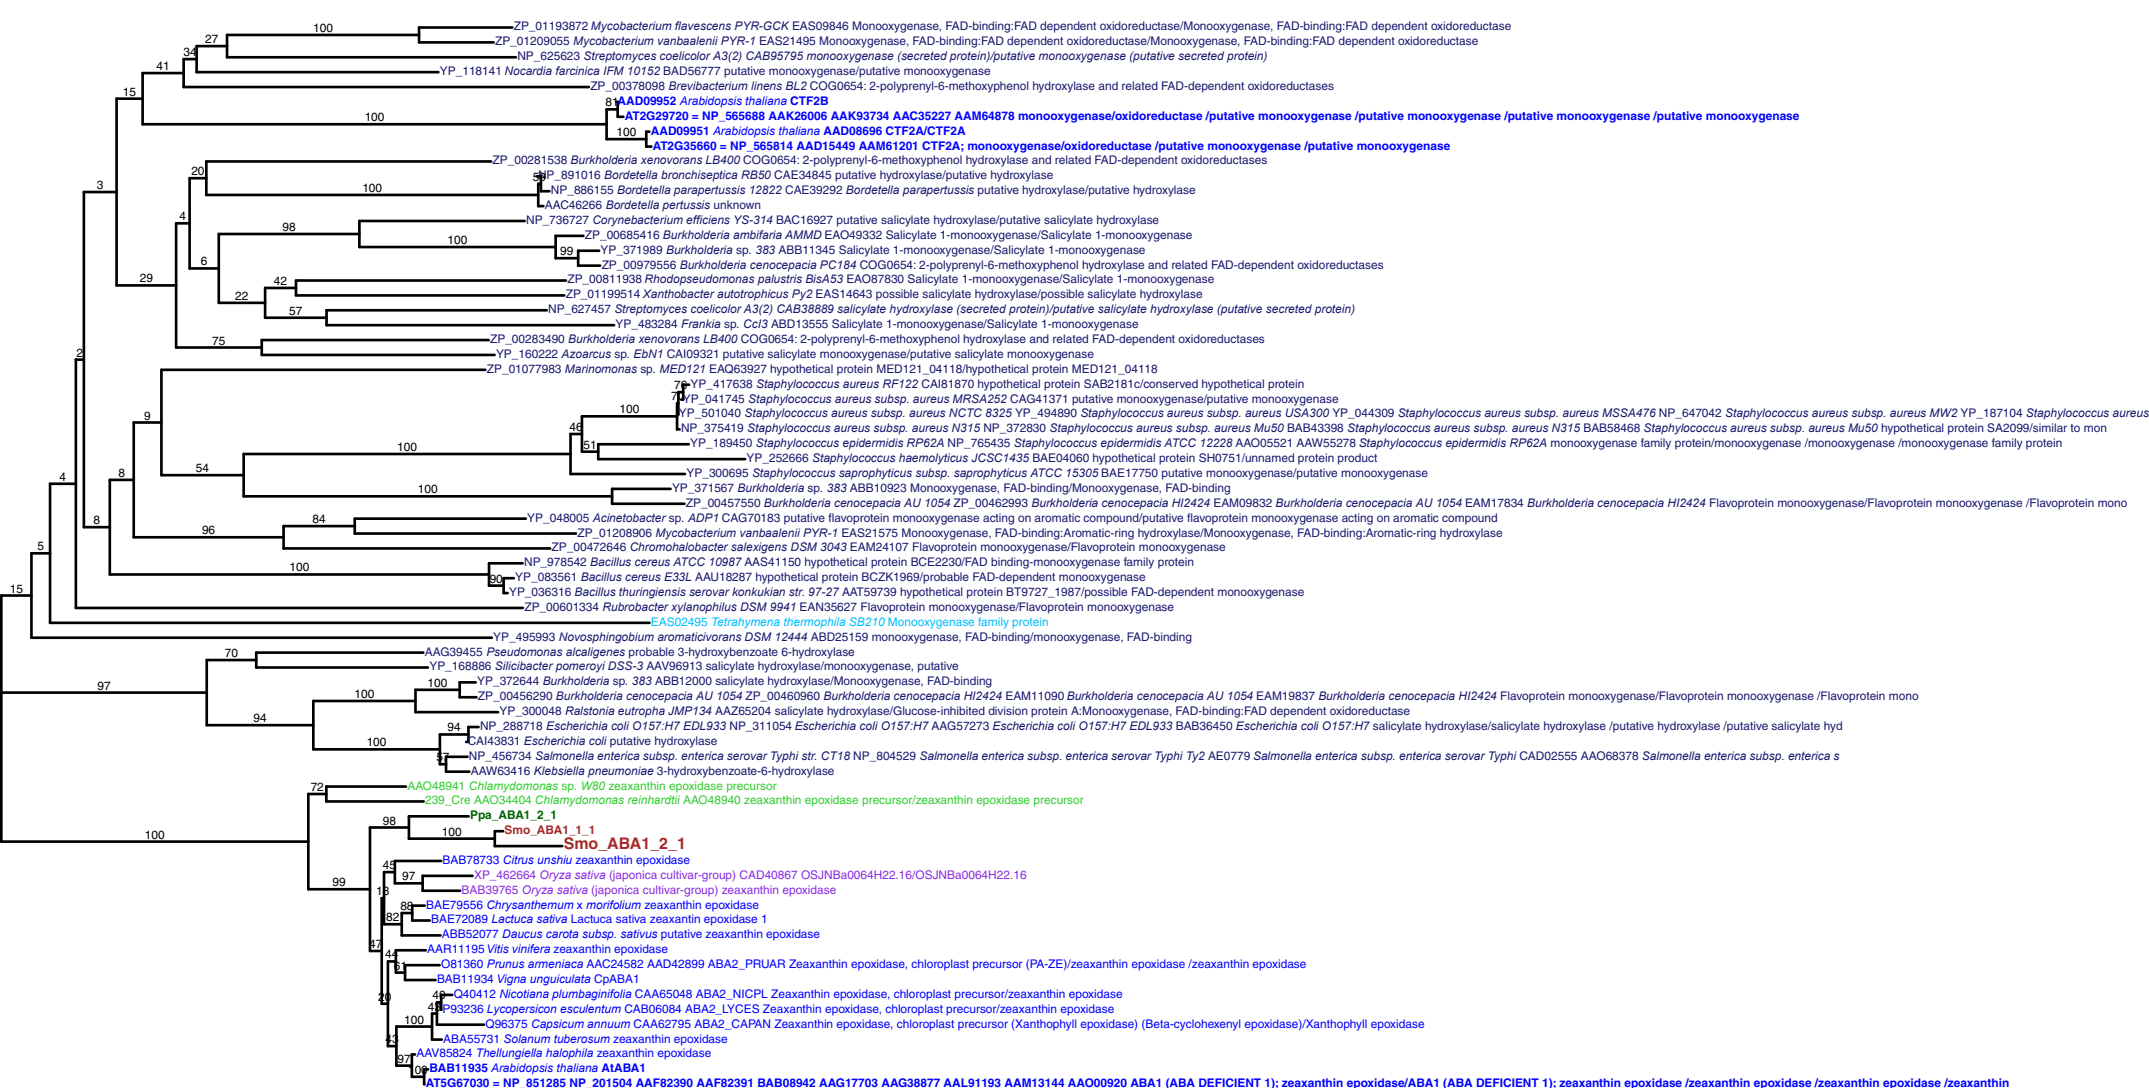 ZP_01193872 Mycobacterium flavescens PYR-GCK EAS09846 Monooxygenase, FAD-binding:FAD dependent oxidoreductase/Monooxygenase, FAD-binding:FAD dependent oxidoreductase
100
27
ZP_01209055 Mycobacterium vanbaalenii PYR-1 EAS21495 Monooxygenase, FAD-binding:FAD dependent oxidoreductase/Monooxygenase, FAD-binding:FAD dependent oxidoreductase
34
NP_625623 Streptomyces coelicolor A3(2) CAB95795 monooxygenase (secreted protein)/putative monooxygenase (putative secreted protein)
41
YP_118141 Nocardia farcinica IFM 10152 BAD56777 putative monooxygenase/putative monooxygenase
ZP_00378098 Brevibacterium linens BL2 COG0654: 2-polyprenyl-6-methoxyphenol hydroxylase and related FAD-dependent oxidoreductases
15
81
AAD09952 Arabidopsis thaliana CTF2B
100
AT2G29720 = NP_565688 AAK26006 AAK93734 AAC35227 AAM64878 monooxygenase/oxidoreductase /putative monooxygenase /putative monooxygenase /putative monooxygenase /putative monooxygenase
100
AAD09951 Arabidopsis thaliana AAD08696 CTF2A/CTF2A
AT2G35660 = NP_565814 AAD15449 AAM61201 CTF2A; monooxygenase/oxidoreductase /putative monooxygenase /putative monooxygenase
ZP_00281538 Burkholderia xenovorans LB400 COG0654: 2-polyprenyl-6-methoxyphenol hydroxylase and related FAD-dependent oxidoreductases
20
NP_891016 Bordetella bronchiseptica RB50 CAE34845 putative hydroxylase/putative hydroxylase
3
100
NP_886155 Bordetella parapertussis 12822 CAE39292 Bordetella parapertussis putative hydroxylase/putative hydroxylase
AAC46266 Bordetella pertussis unknown
4
NP_736727 Corynebacterium efficiens YS-314 BAC16927 putative salicylate hydroxylase/putative salicylate hydroxylase
98
ZP_00685416 Burkholderia ambifaria AMMD EAO49332 Salicylate 1-monooxygenase/Salicylate 1-monooxygenase
100
99
YP_371989 Burkholderia sp. 383 ABB11345 Salicylate 1-monooxygenase/Salicylate 1-monooxygenase
6
ZP_00979556 Burkholderia cenocepacia PC184 COG0654: 2-polyprenyl-6-methoxyphenol hydroxylase and related FAD-dependent oxidoreductases
29
42
ZP_00811938 Rhodopseudomonas palustris BisA53 EAO87830 Salicylate 1-monooxygenase/Salicylate 1-monooxygenase
22
ZP_01199514 Xanthobacter autotrophicus Py2 EAS14643 possible salicylate hydroxylase/possible salicylate hydroxylase
57
NP_627457 Streptomyces coelicolor A3(2) CAB38889 salicylate hydroxylase (secreted protein)/putative salicylate hydroxylase (putative secreted protein)
YP_483284 Frankia sp. CcI3 ABD13555 Salicylate 1-monooxygenase/Salicylate 1-monooxygenase
75
ZP_00283490 Burkholderia xenovorans LB400 COG0654: 2-polyprenyl-6-methoxyphenol hydroxylase and related FAD-dependent oxidoreductases
2
YP_160222 Azoarcus sp. EbN1 CAI09321 putative salicylate monooxygenase/putative salicylate monooxygenase
ZP_01077983 Marinomonas sp. MED121 EAQ63927 hypothetical protein MED121_04118/hypothetical protein MED121_04118
YP_417638 Staphylococcus aureus RF122 CAI81870 hypothetical protein SAB2181c/conserved hypothetical protein
YP_041745 Staphylococcus aureus subsp. aureus MRSA252 CAG41371 putative monooxygenase/putative monooxygenase
9
100
YP_501040 Staphylococcus aureus subsp. aureus NCTC 8325 YP_494890 Staphylococcus aureus subsp. aureus USA300 YP_044309 Staphylococcus aureus subsp. aureus MSSA476 NP_647042 Staphylococcus aureus subsp. aureus MW2 YP_187104 Staphylococcus aureus
46
NP_375419 Staphylococcus aureus subsp. aureus N315 NP_372830 Staphylococcus aureus subsp. aureus Mu50 BAB43398 Staphylococcus aureus subsp. aureus N315 BAB58468 Staphylococcus aureus subsp. aureus Mu50 hypothetical protein SA2099/similar to mon
51
YP_189450 Staphylococcus epidermidis RP62A NP_765435 Staphylococcus epidermidis ATCC 12228 AAO05521 AAW55278 Staphylococcus epidermidis RP62A monooxygenase family protein/monooxygenase /monooxygenase /monooxygenase family protein
100
YP_252666 Staphylococcus haemolyticus JCSC1435 BAE04060 hypothetical protein SH0751/unnamed protein product
8
54
YP_300695 Staphylococcus saprophyticus subsp. saprophyticus ATCC 15305 BAE17750 putative monooxygenase/putative monooxygenase
4
100
YP_371567 Burkholderia sp. 383 ABB10923 Monooxygenase, FAD-binding/Monooxygenase, FAD-binding
ZP_00457550 Burkholderia cenocepacia AU 1054 ZP_00462993 Burkholderia cenocepacia HI2424 EAM09832 Burkholderia cenocepacia AU 1054 EAM17834 Burkholderia cenocepacia HI2424 Flavoprotein monooxygenase/Flavoprotein monooxygenase /Flavoprotein mono
8
84
YP_048005 Acinetobacter sp. ADP1 CAG70183 putative flavoprotein monooxygenase acting on aromatic compound/putative flavoprotein monooxygenase acting on aromatic compound
96
ZP_01208906 Mycobacterium vanbaalenii PYR-1 EAS21575 Monooxygenase, FAD-binding:Aromatic-ring hydroxylase/Monooxygenase, FAD-binding:Aromatic-ring hydroxylase
5
ZP_00472646 Chromohalobacter salexigens DSM 3043 EAM24107 Flavoprotein monooxygenase/Flavoprotein monooxygenase
100
NP_978542 Bacillus cereus ATCC 10987 AAS41150 hypothetical protein BCE2230/FAD binding-monooxygenase family protein
90
YP_083561 Bacillus cereus E33L AAU18287 hypothetical protein BCZK1969/probable FAD-dependent monooxygenase
15
YP_036316 Bacillus thuringiensis serovar konkukian str. 97-27 AAT59739 hypothetical protein BT9727_1987/possible FAD-dependent monooxygenase
ZP_00601334 Rubrobacter xylanophilus DSM 9941 EAN35627 Flavoprotein monooxygenase/Flavoprotein monooxygenase
EAS02495 Tetrahymena thermophila SB210 Monooxygenase family protein
YP_495993 Novosphingobium aromaticivorans DSM 12444 ABD25159 monooxygenase, FAD-binding/monooxygenase, FAD-binding
70
AAG39455 Pseudomonas alcaligenes probable 3-hydroxybenzoate 6-hydroxylase
YP_168886 Silicibacter pomeroyi DSS-3 AAV96913 salicylate hydroxylase/monooxygenase, putative
97
100
YP_372644 Burkholderia sp. 383 ABB12000 salicylate hydroxylase/Monooxygenase, FAD-binding
100
ZP_00456290 Burkholderia cenocepacia AU 1054 ZP_00460960 Burkholderia cenocepacia HI2424 EAM11090 Burkholderia cenocepacia AU 1054 EAM19837 Burkholderia cenocepacia HI2424 Flavoprotein monooxygenase/Flavoprotein monooxygenase /Flavoprotein mono
94
YP_300048 Ralstonia eutropha JMP134 AAZ65204 salicylate hydroxylase/Glucose-inhibited division protein A:Monooxygenase, FAD-binding:FAD dependent oxidoreductase
94
NP_288718 Escherichia coli O157:H7 EDL933 NP_311054 Escherichia coli O157:H7 AAG57273 Escherichia coli O157:H7 EDL933 BAB36450 Escherichia coli O157:H7 salicylate hydroxylase/salicylate hydroxylase /putative hydroxylase /putative salicylate hyd
100
CAI43831 Escherichia coli putative hydroxylase
57
NP_456734 Salmonella enterica subsp. enterica serovar Typhi str. CT18 NP_804529 Salmonella enterica subsp. enterica serovar Typhi Ty2 AE0779 Salmonella enterica subsp. enterica serovar Typhi CAD02555 AAO68378 Salmonella enterica subsp. enterica s
AAW63416 Klebsiella pneumoniae 3-hydroxybenzoate-6-hydroxylase
72
AAO48941 Chlamydomonas sp. W80 zeaxanthin epoxidase precursor
239_Cre AAO34404 Chlamydomonas reinhardtii AAO48940 zeaxanthin epoxidase precursor/zeaxanthin epoxidase precursor
98
Ppa_ABA1_2_1
100
100
Smo_ABA1_1_1
Smo_ABA1_2_1
45
BAB78733 Citrus unshiu zeaxanthin epoxidase
99
97
XP_462664 Oryza sativa (japonica cultivar-group) CAD40867 OSJNBa0064H22.16/OSJNBa0064H22.16
BAB39765 Oryza sativa (japonica cultivar-group) zeaxanthin epoxidase
88
BAE79556 Chrysanthemum x morifolium zeaxanthin epoxidase
82
BAE72089 Lactuca sativa Lactuca sativa zeaxantin epoxidase 1
ABB52077 Daucus carota subsp. sativus putative zeaxanthin epoxidase
47
AAR11195 Vitis vinifera zeaxanthin epoxidase
44
61
O81360 Prunus armeniaca AAC24582 AAD42899 ABA2_PRUAR Zeaxanthin epoxidase, chloroplast precursor (PA-ZE)/zeaxanthin epoxidase /zeaxanthin epoxidase
BAB11934 Vigna unguiculata CpABA1
20
Q40412 Nicotiana plumbaginifolia CAA65048 ABA2_NICPL Zeaxanthin epoxidase, chloroplast precursor/zeaxanthin epoxidase
P93236 Lycopersicon esculentum CAB06084 ABA2_LYCES Zeaxanthin epoxidase, chloroplast precursor/zeaxanthin epoxidase
100
Q96375 Capsicum annuum CAA62795 ABA2_CAPAN Zeaxanthin epoxidase, chloroplast precursor (Xanthophyll epoxidase) (Beta-cyclohexenyl epoxidase)/Xanthophyll epoxidase
43
ABA55731 Solanum tuberosum zeaxanthin epoxidase
97
AAV85824 Thellungiella halophila zeaxanthin epoxidase
BAB11935 Arabidopsis thaliana AtABA1
AT5G67030 = NP_851285 NP_201504 AAF82390 AAF82391 BAB08942 AAG17703 AAG38877 AAL91193 AAM13144 AAO00920 ABA1 (ABA DEFICIENT 1); zeaxanthin epoxidase/ABA1 (ABA DEFICIENT 1); zeaxanthin epoxidase /zeaxanthin epoxidase /zeaxanthin epoxidase /zeaxanthin